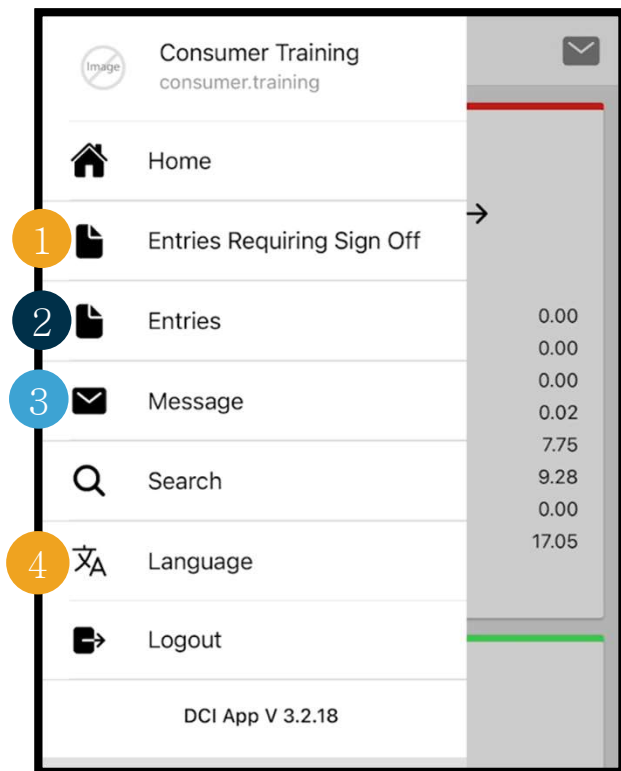 Image
Consumer Training
consumer.training
Home
1
Entries Requiring Sign Off
2
Entries
3
Message
Search
4
文A
Language
Logout
DCI App V 3.2.18
0.00
0.00
0.00
0.02
7.75
9.28
0.00
17.05